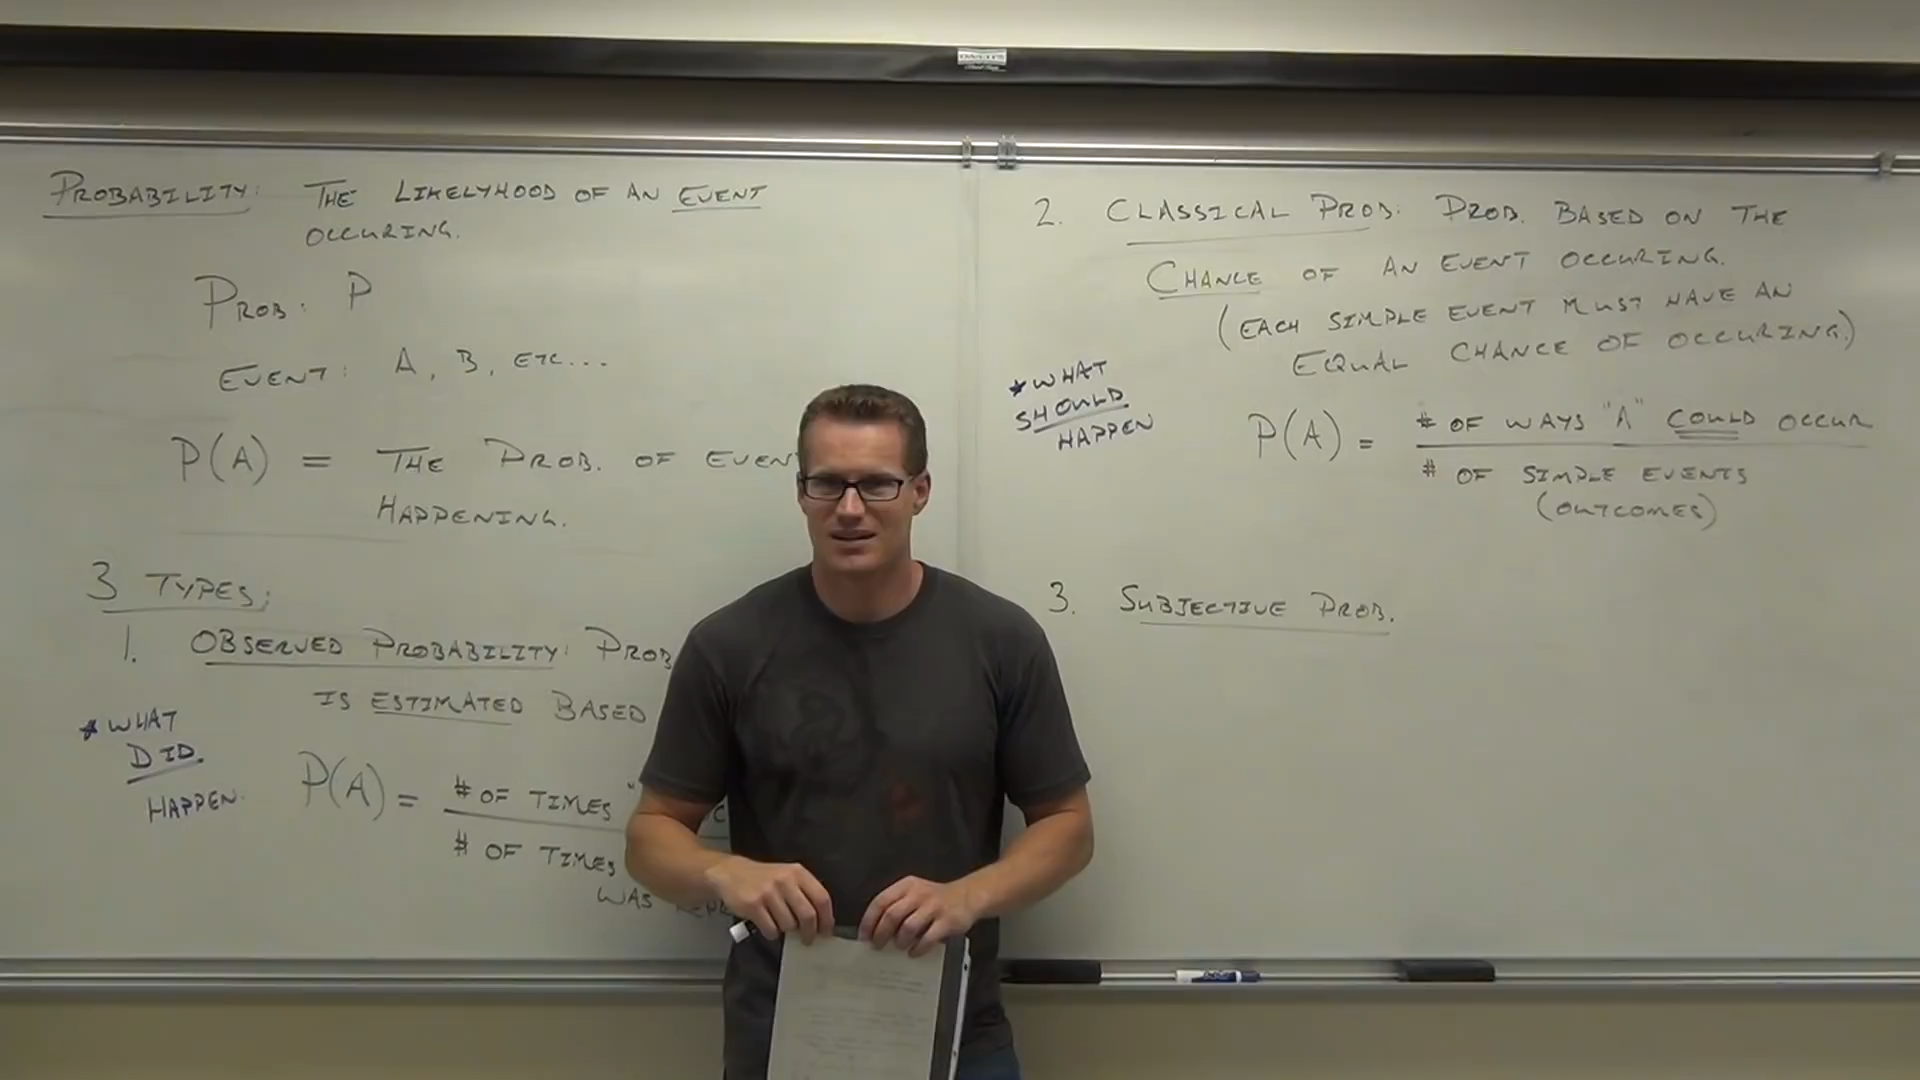 PROBABILITY: THE LIKELYHOOD OF AN EVENT
OCCURING.
PROB: P
EVENT: A, B, ETC...
P(A) = THE PROB. OF EVENT
HAPPENING.
3 TYPES:
1. OBSERVED PROBABILITY: PROB
IS ESTIMATED BASED
* WHAT
DID
HAPPEN.
P(A) = # OF TIMES "
# OF TIMES
WAS
2. CLASSICAL PROB: PROB. BASED ON THE
CHANCE OF AN EVENT OCCURING.
(EACH SIMPLE EVENT MUST HAVE AN
EQUAL CHANCE OF OCCURING.)
* WHAT
SHOULD
HAPPEN
P(A) = # OF WAYS "A" COULD OCCUR
# OF SIMPLE EVENTS
(OUTCOMES)
3. SUBJECTIVE PROB.